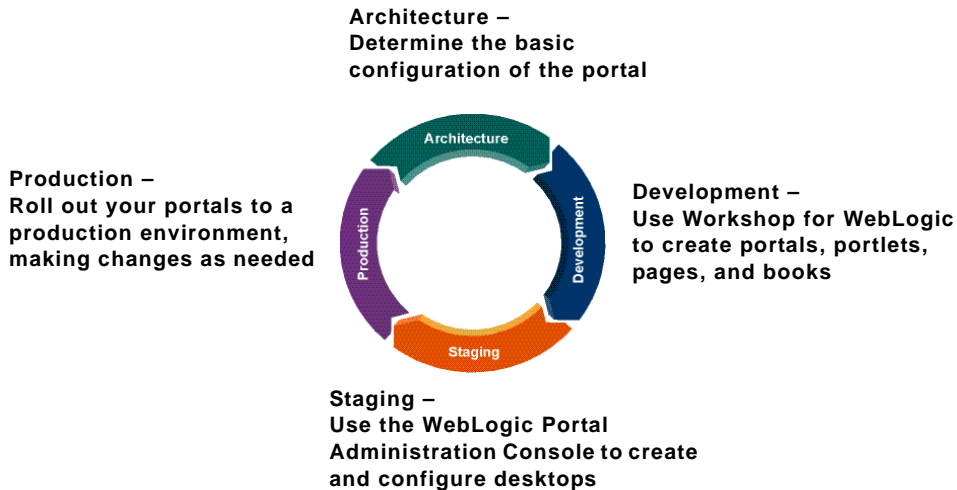 Architecture –
Determine the basic
configuration of the portal
Architecture
Production –
Roll out your portals to a
production environment,
making changes as needed
Production
Development
Development –
Use Workshop for WebLogic
to create portals, portlets,
pages, and books
Staging
Staging –
Use the WebLogic Portal
Administration Console to create
and configure desktops